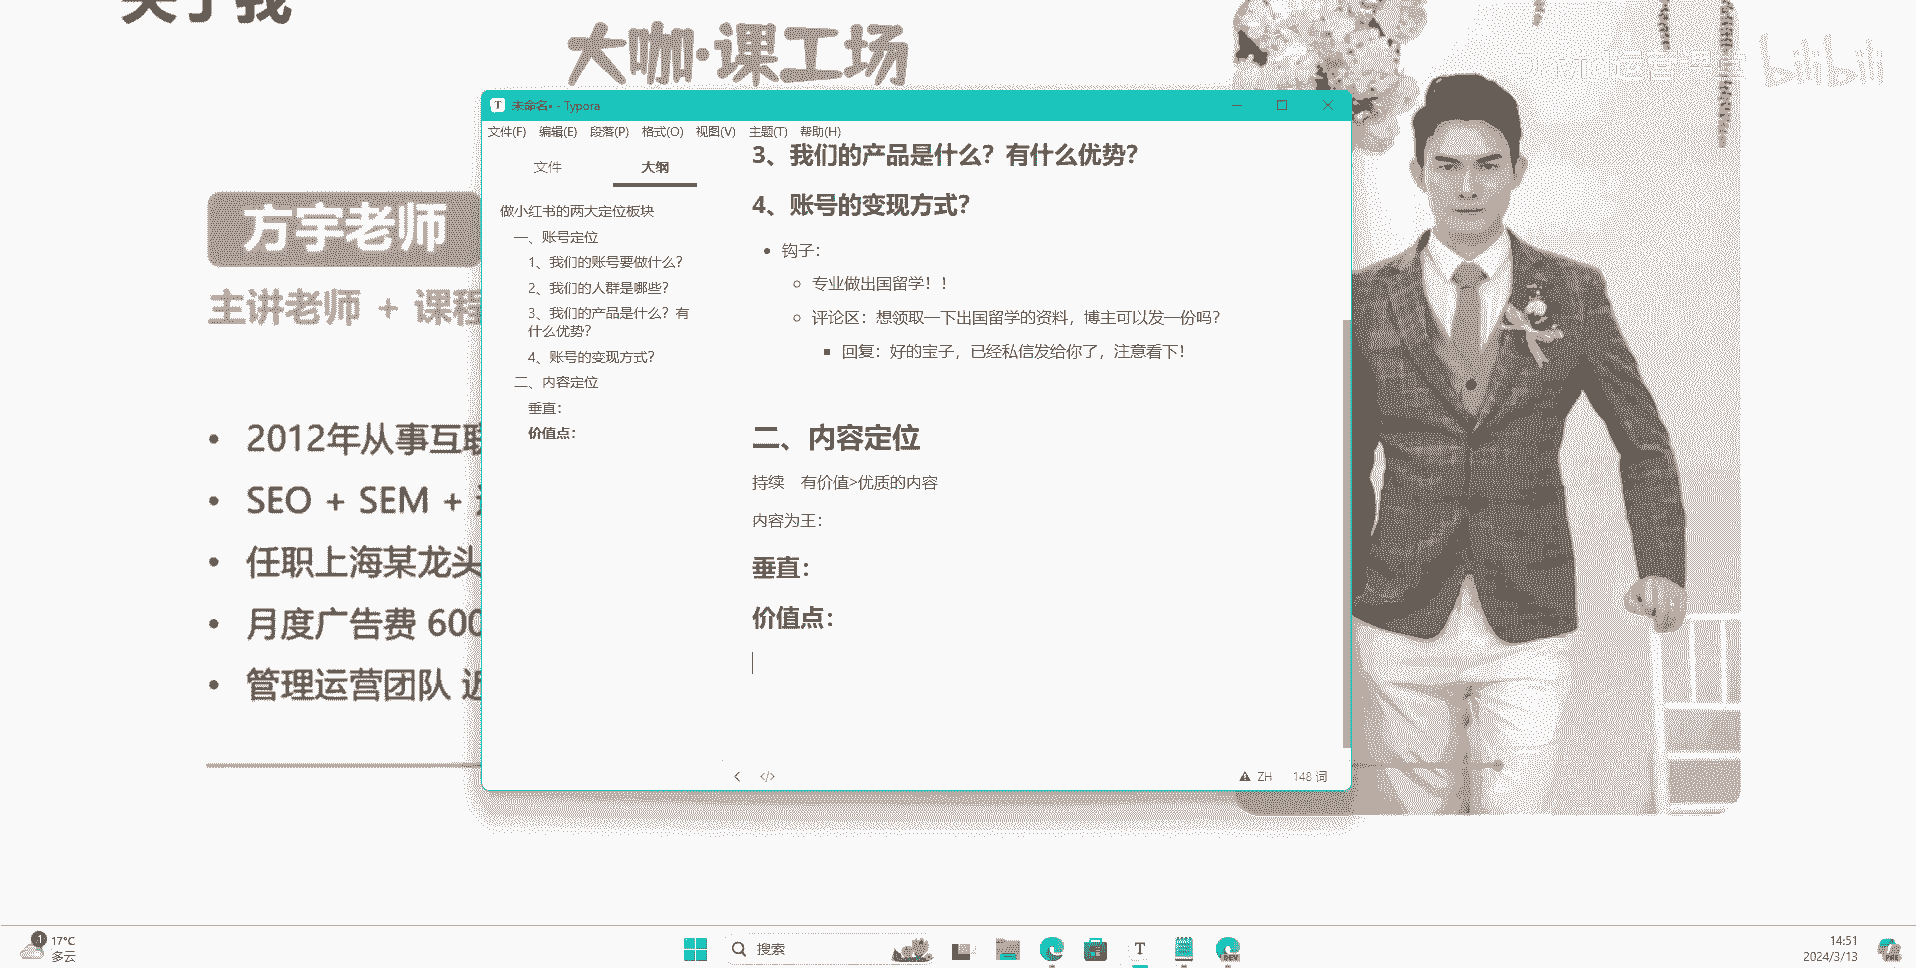 关于我
大咖·课工场
bilibili
方宇老师
主讲老师 + 课程
2012年从事互联
SEO + SEM +
任职上海某龙头
月度广告费 600
管理运营团队 近
未命名• - Typora
文件(F) 编辑(E) 段落(P) 格式(O) 视图(V) 主题(T) 帮助(H)
文件 大纲
做小红书的两大定位板块
一、账号定位
1、我们的账号要做什么？
2、我们的人群是哪些？
3、我们的产品是什么？有
什么优势？
4、账号的变现方式？
二、内容定位
垂直：
价值点：
3、我们的产品是什么？有什么优势？
4、账号的变现方式？
钩子：
专业做出国留学！！
评论区：想领取一下出国留学的资料，博主可以发一份吗？
回复：好的宝子，已经私信发给你了，注意看下！
二、内容定位
持续 有价值>优质的内容
内容为王：
垂直：
价值点：
ZH 148 词
1
17°C
多云
搜索
T
DEV
14:51
2024/3/13
PRE